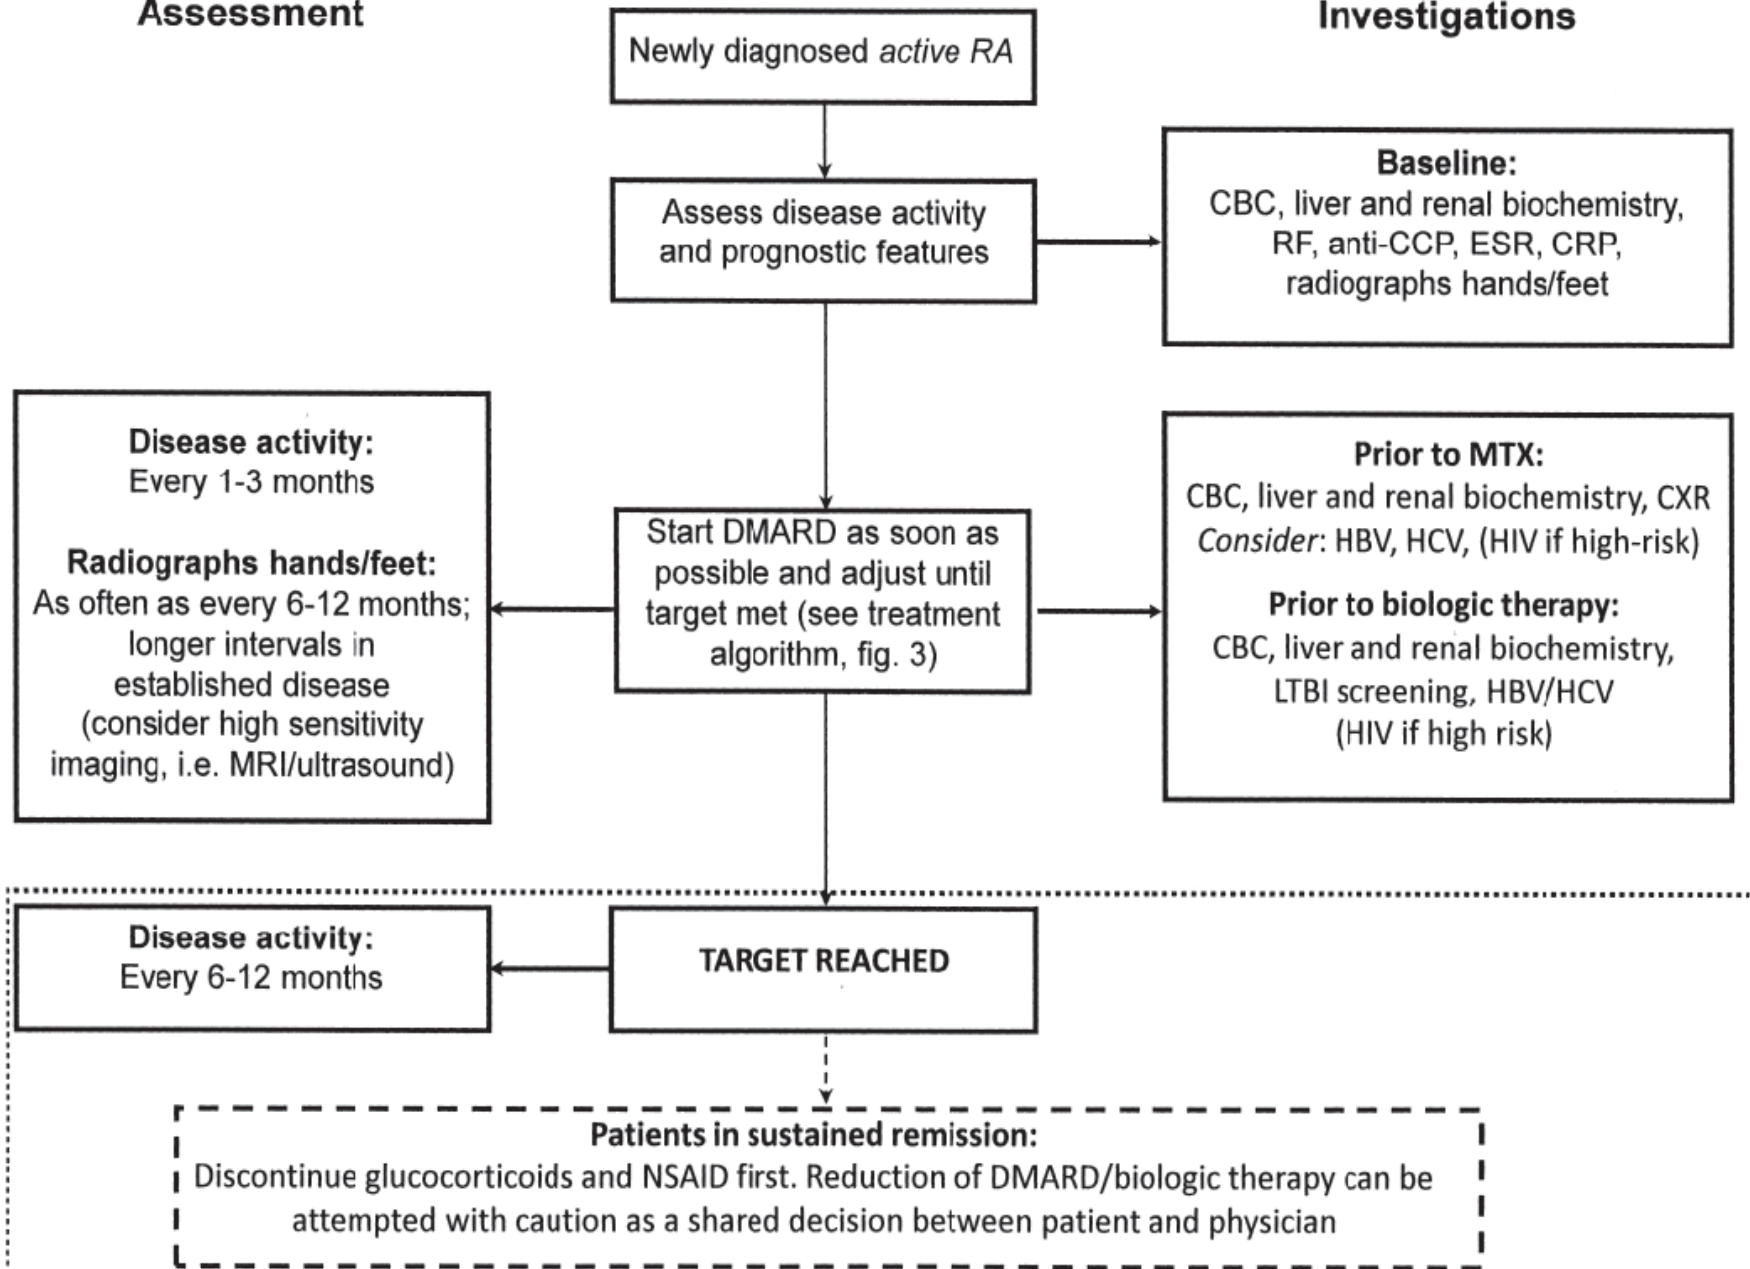 Assessment
Investigations
Newly diagnosed active RA
Assess disease activity
and prognostic features
Baseline:
CBC, liver and renal biochemistry,
RF, anti-CCP, ESR, CRP,
radiographs hands/feet
Disease activity:
Every 1-3 months
Radiographs hands/feet:
As often as every 6-12 months;
longer intervals in
established disease
(consider high sensitivity
imaging, i.e. MRI/ultrasound)
Start DMARD as soon as
possible and adjust until
target met (see treatment
algorithm, fig. 3)
Prior to MTX:
CBC, liver and renal biochemistry, CXR
Consider: HBV, HCV, (HIV if high-risk)
Prior to biologic therapy:
CBC, liver and renal biochemistry,
LTBI screening, HBV/HCV
(HIV if high risk)
Disease activity:
Every 6-12 months
TARGET REACHED
Patients in sustained remission:
Discontinue glucocorticoids and NSAID first. Reduction of DMARD/biologic therapy can be
attempted with caution as a shared decision between patient and physician